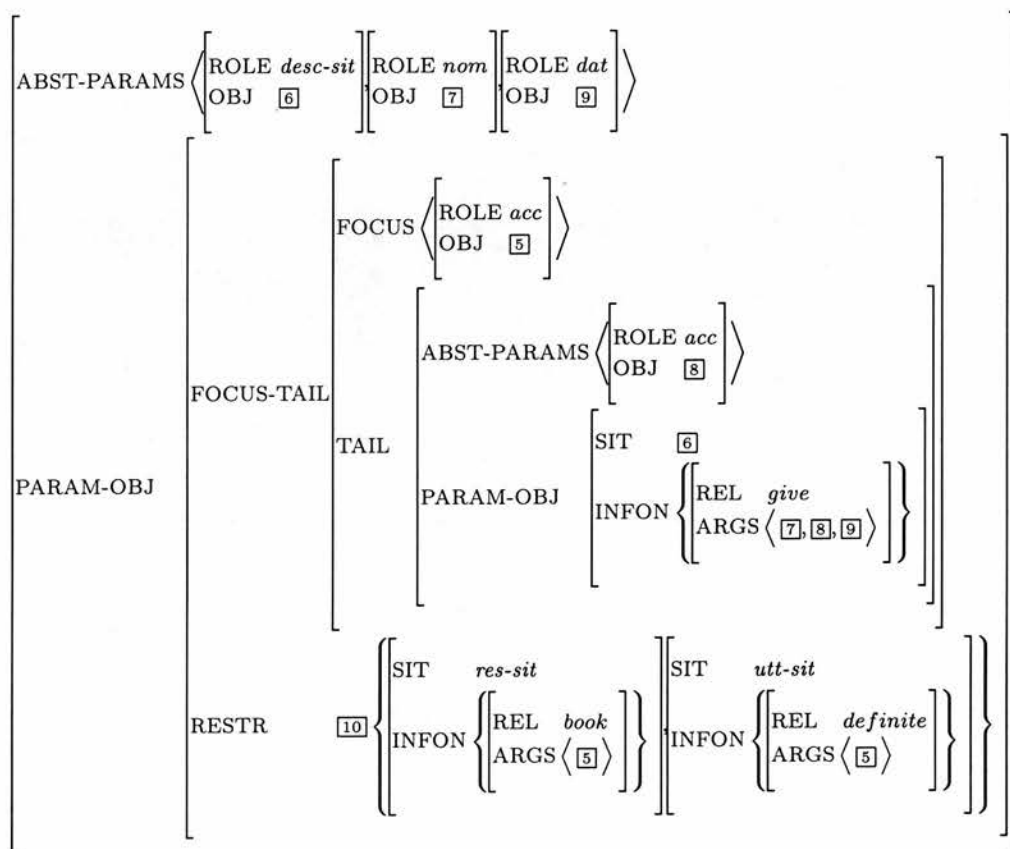 ROLE desc-sit ROLE nom ROLE dat
ABST-PARAMS ⟨ , , ⟩
OBJ 6 OBJ 7 OBJ 9
ROLE acc
FOCUS ⟨ ⟩
OBJ 5
ROLE acc
ABST-PARAMS ⟨ ⟩
OBJ 8
FOCUS-TAIL
SIT 6
TAIL
PARAM-OBJ PARAM-OBJ
REL give
INFON { }
ARGS ⟨ 7, 8, 9 ⟩
SIT res-sit SIT utt-sit
REL book REL definite
RESTR 10 { INFON { } , INFON { } }
ARGS ⟨ 5 ⟩ ARGS ⟨ 5 ⟩